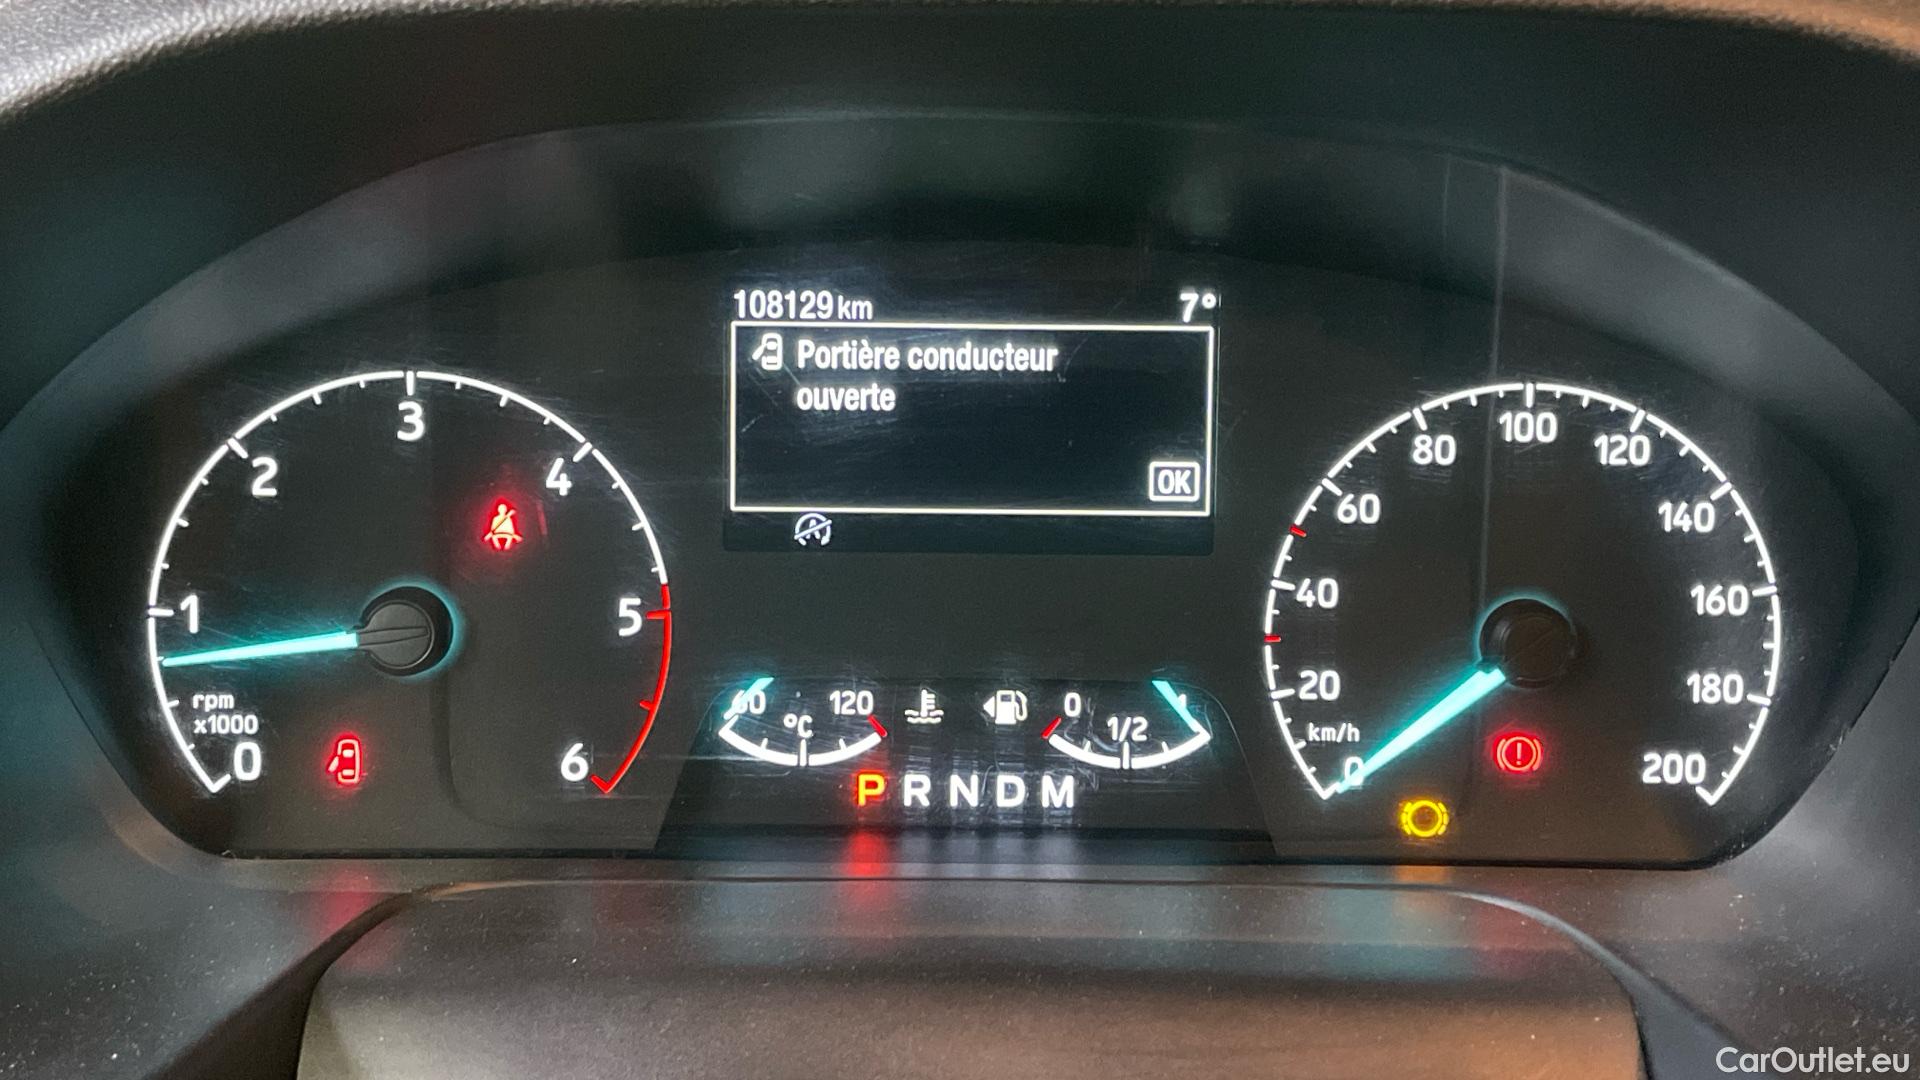 108129 km 7°
Portière conducteur
ouverte
OK
0 1 2 3 4 5 6
rpm
x1000
60 120
°C
0 1/2 1
P R N D M
0 20 40 60 80 100 120 140 160 180 200
km/h
CarOutlet.eu